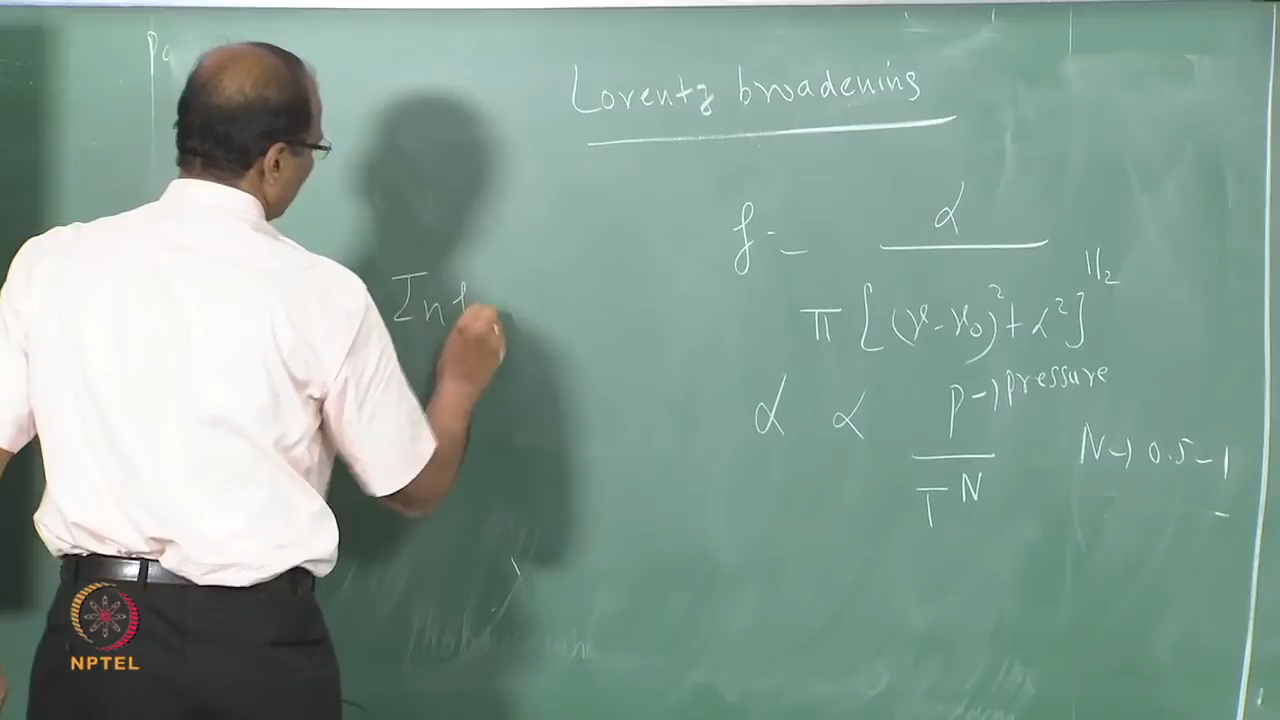 Lorentz broadening
f = α
π [(ν - ν₀)² + α²]^1/2
α ∝ p → pressure
T^N
N → 0.5 - 1
Int
NPTEL